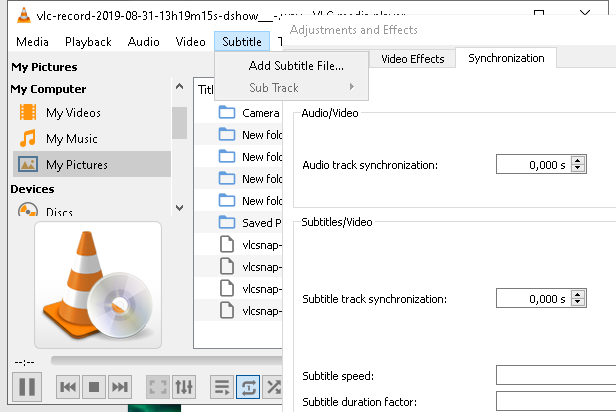 vlc-record-2019-08-31-13h19m15s-dshow___-.wav - VLC media player
Adjustments and Effects
Media Playback Audio Video Subtitle T
Add Subtitle File...
Sub Track
Video Effects
Synchronization
My Pictures
My Computer
My Videos
My Music
My Pictures
Devices
Discs
Titl
Camera
New fold
New fold
New fold
New fold
Saved P
vlcsnap-
vlcsnap-
vlcsnap-
vlcsnap-
Audio/Video
Audio track synchronization: 0,000 s
Subtitles/Video
Subtitle track synchronization: 0,000 s
Subtitle speed:
Subtitle duration factor:
--:--